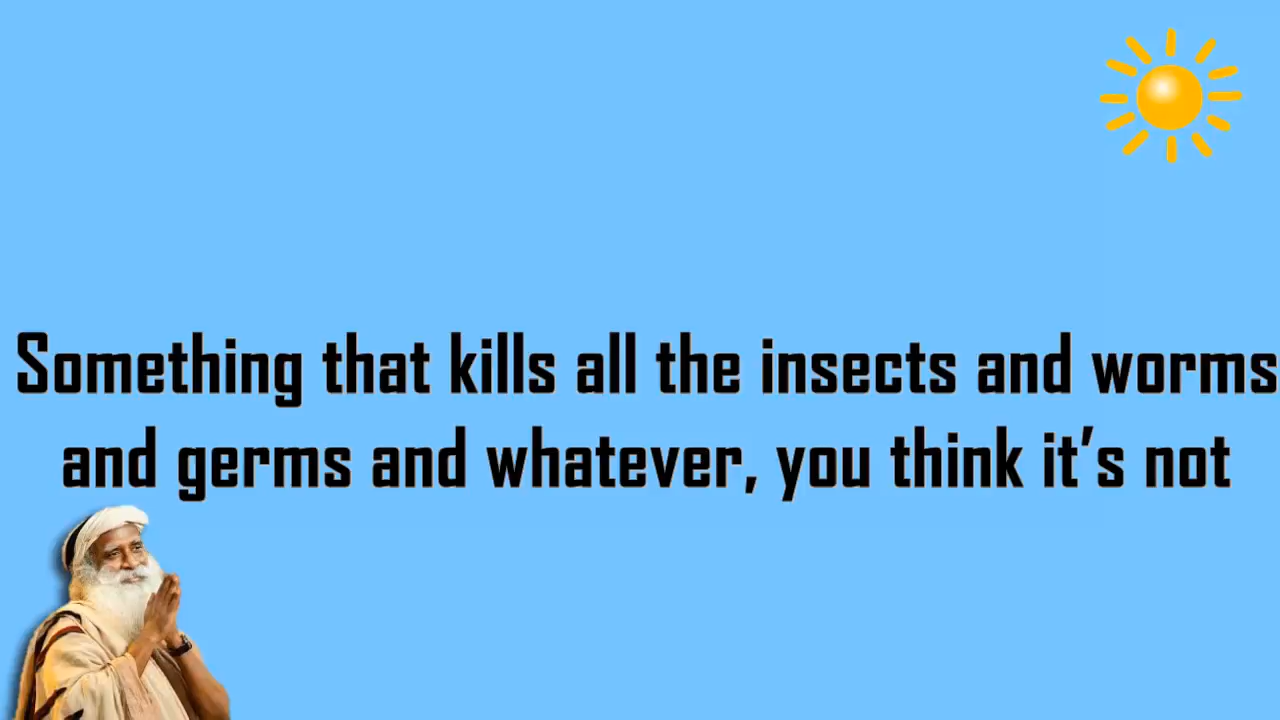 Something that kills all the insects and worms
and germs and whatever, you think it’s not